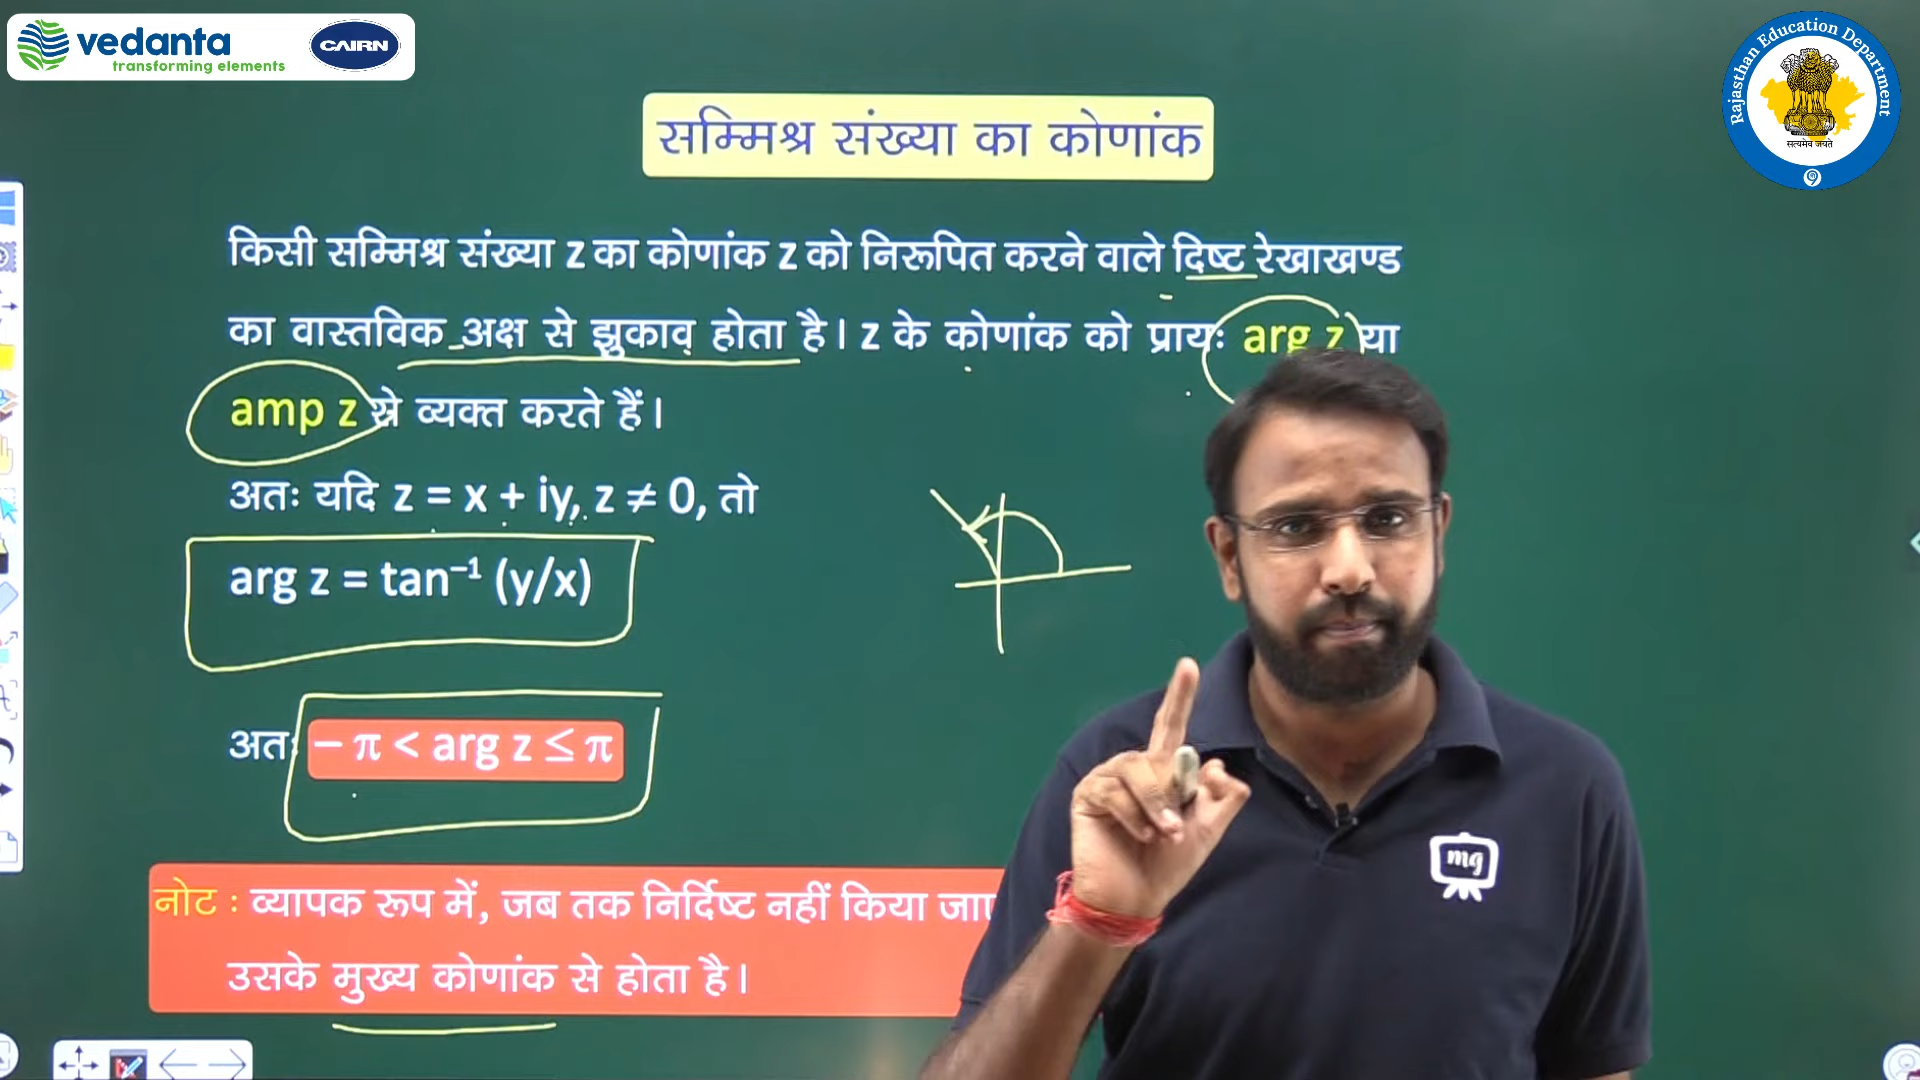 vedanta
transforming elements
CAIRN
Rajasthan Education Department
सत्यमेव जयते
सम्मिश्र संख्या का कोणांक
किसी सम्मिश्र संख्या z का कोणांक z को निरूपित करने वाले दिष्ट रेखाखण्ड
का वास्तविक अक्ष से झुकाव होता है। z के कोणांक को प्रायः arg z या
amp z से व्यक्त करते हैं।
अतः यदि z = x + iy, z ≠ 0, तो
arg z = tan⁻¹ (y/x)
अतः – π < arg z ≤ π
नोट : व्यापक रूप में, जब तक निर्दिष्ट नहीं किया जाए
उसके मुख्य कोणांक से होता है।
mg